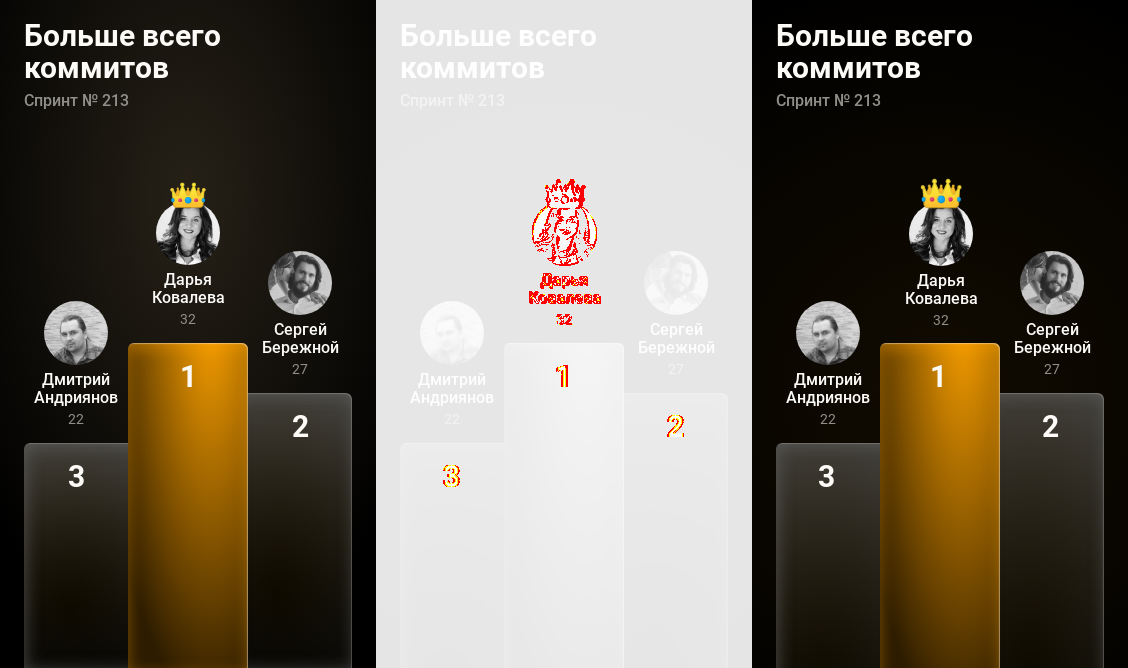 Больше всего
коммитов
Спринт № 213
Дарья
Ковалева
32
Сергей
Бережной
27
Дмитрий
Андриянов
22
1
2
3
Больше всего
коммитов
Спринт № 213
Дарья
Ковалева
32
Сергей
Бережной
27
Дмитрий
Андриянов
22
1
2
3
Больше всего
коммитов
Спринт № 213
Дарья
Ковалева
32
Сергей
Бережной
27
Дмитрий
Андриянов
22
1
2
3